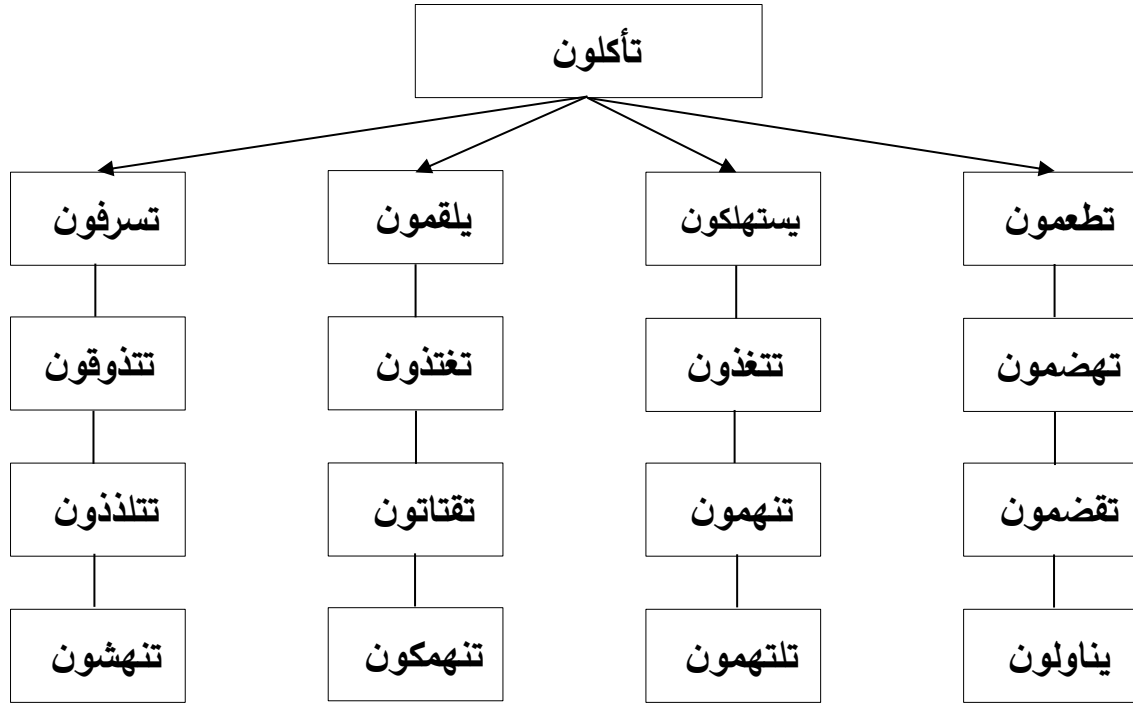 تأكلون
تطعمون
يستهلكون
يلقمون
تسرفون
تهضمون
تتغذون
تغتذون
تتذوقون
تقضمون
تنهمون
تقتاتون
تتلذذون
يناولون
تلتهمون
تنهمكون
تنهشون